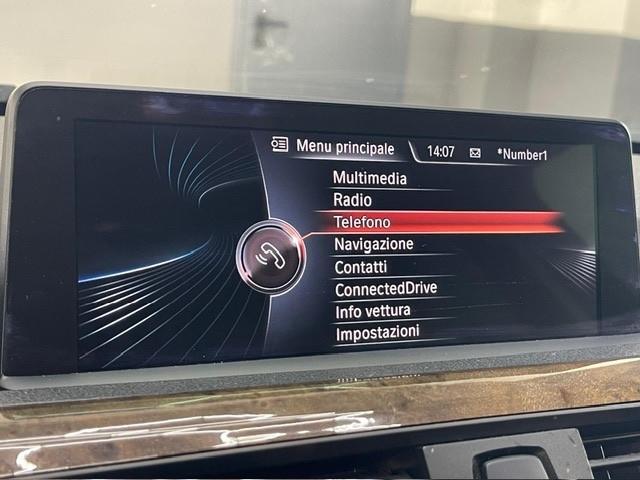 Menu principale 14:07 *Number1
Multimedia
Radio
Telefono
Navigazione
Contatti
ConnectedDrive
Info vettura
Impostazioni